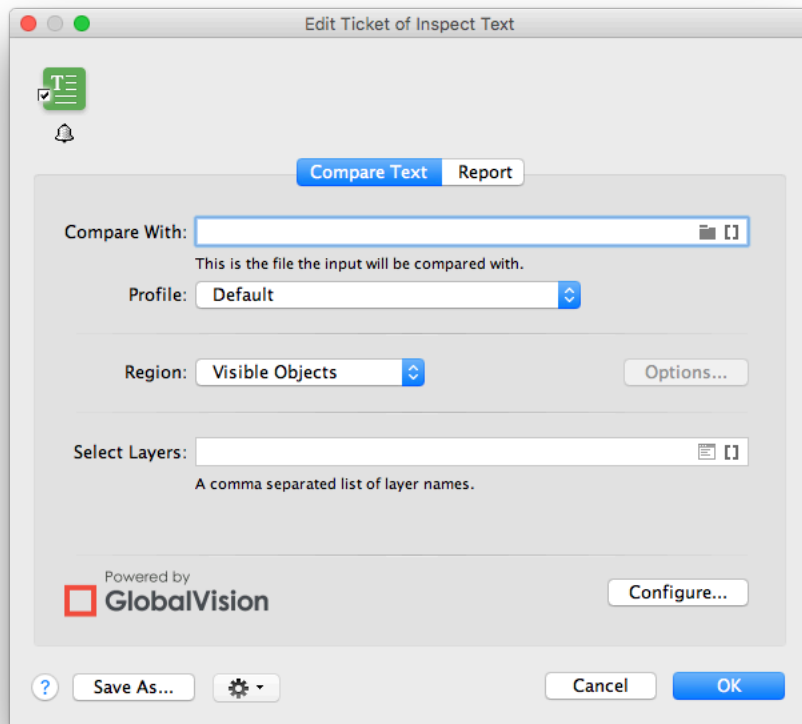 Edit Ticket of Inspect Text
Compare Text Report
Compare With:
This is the file the input will be compared with.
Profile: Default
Region: Visible Objects Options...
Select Layers:
A comma separated list of layer names.
Powered by
GlobalVision
Configure...
? Save As... Cancel OK